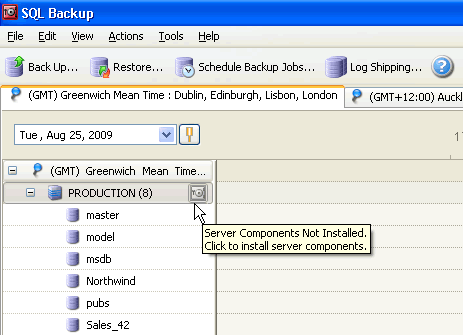 SQL Backup
File Edit View Actions Tools Help
Back Up... Restore... Schedule Backup Jobs... Log Shipping... ?
(GMT) Greenwich Mean Time : Dublin, Edinburgh, Lisbon, London (GMT+12:00) Auckl
Tue , Aug 25, 2009
(GMT) Greenwich Mean Time...
PRODUCTION (8)
master
Server Components Not Installed.
Click to install server components.
model
msdb
Northwind
pubs
Sales_42